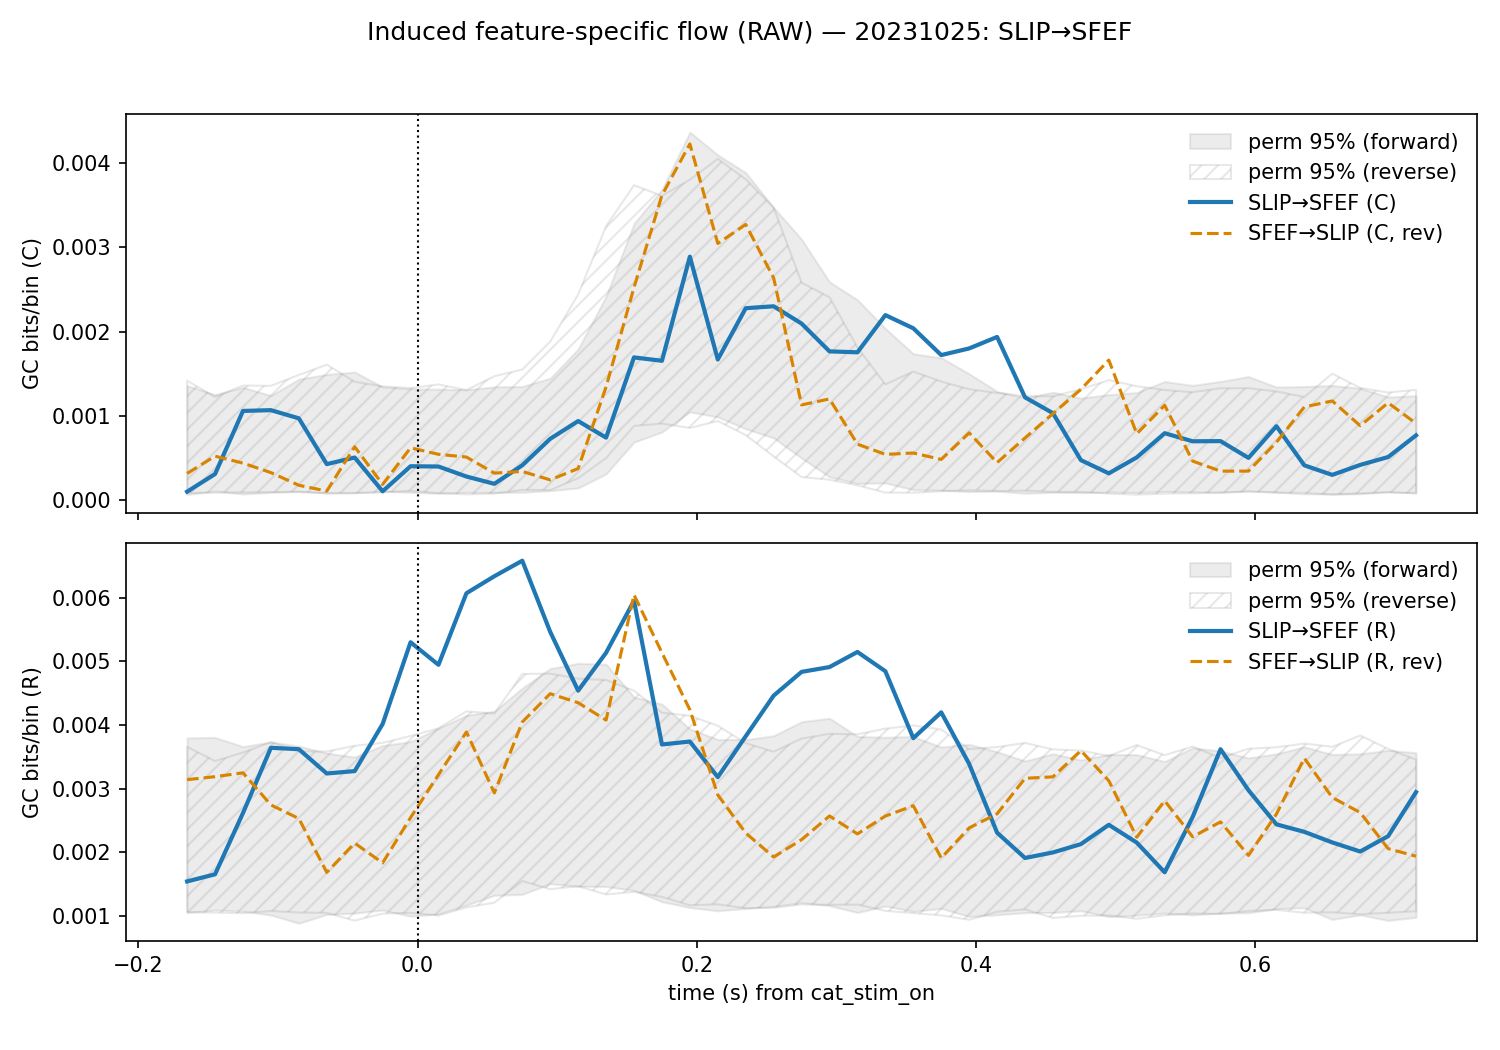 Induced feature-specific flow (RAW) — 20231025: SLIP→SFEF
GC bits/bin (C)
0.004
0.003
0.002
0.001
0.000
perm 95% (forward)
perm 95% (reverse)
SLIP→SFEF (C)
SFEF→SLIP (C, rev)
GC bits/bin (R)
0.006
0.005
0.004
0.003
0.002
0.001
perm 95% (forward)
perm 95% (reverse)
SLIP→SFEF (R)
SFEF→SLIP (R, rev)
−0.2 0.0 0.2 0.4 0.6
time (s) from cat_stim_on